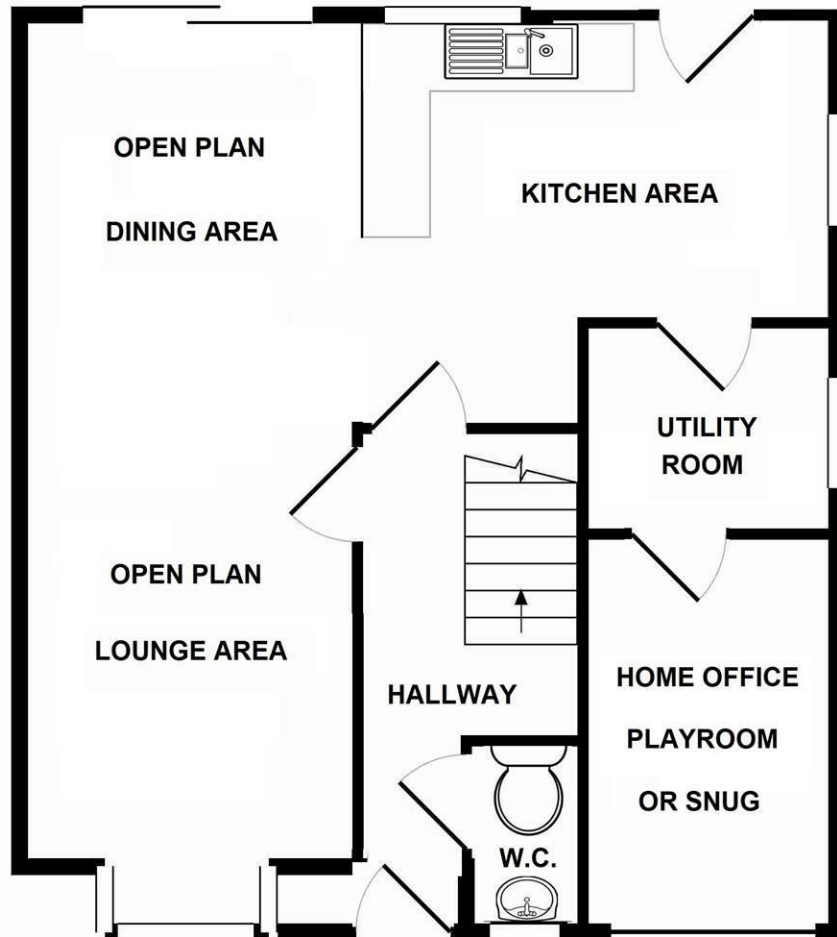 OPEN PLAN
DINING AREA
KITCHEN AREA
UTILITY
ROOM
OPEN PLAN
LOUNGE AREA
HALLWAY
HOME OFFICE
PLAYROOM
OR SNUG
W.C.